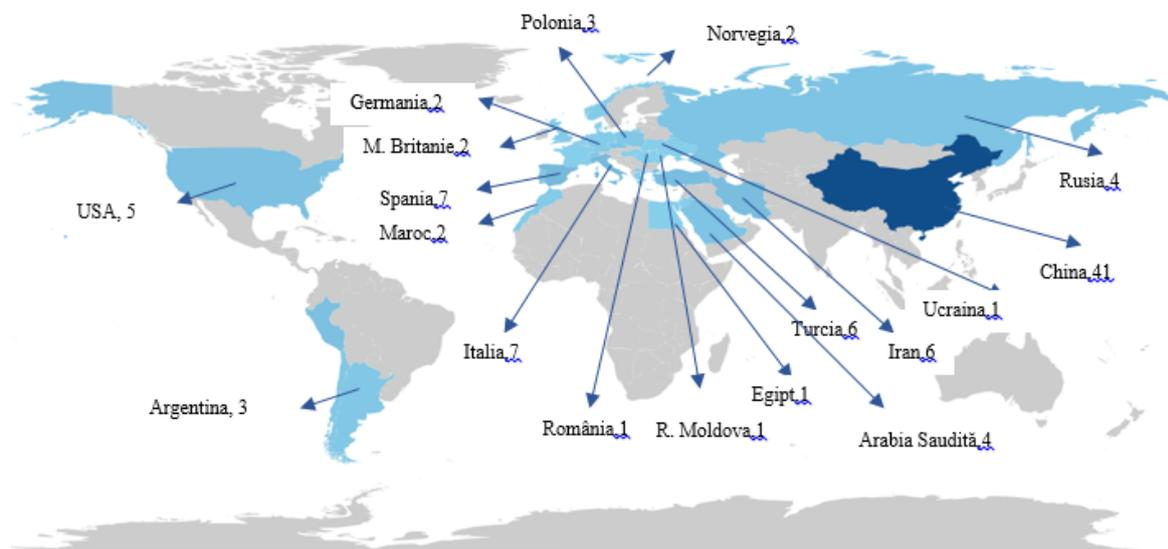 Polonia,3
Norvegia,2
Germania,2
M. Britanie,2
Rusia,4
Spania,7
USA, 5
Maroc,2
China,41
Ucraina,1
Turcia,6
Italia,7
Iran,6
Egipt,1
Argentina, 3
România,1
R. Moldova,1
Arabia Saudită,4